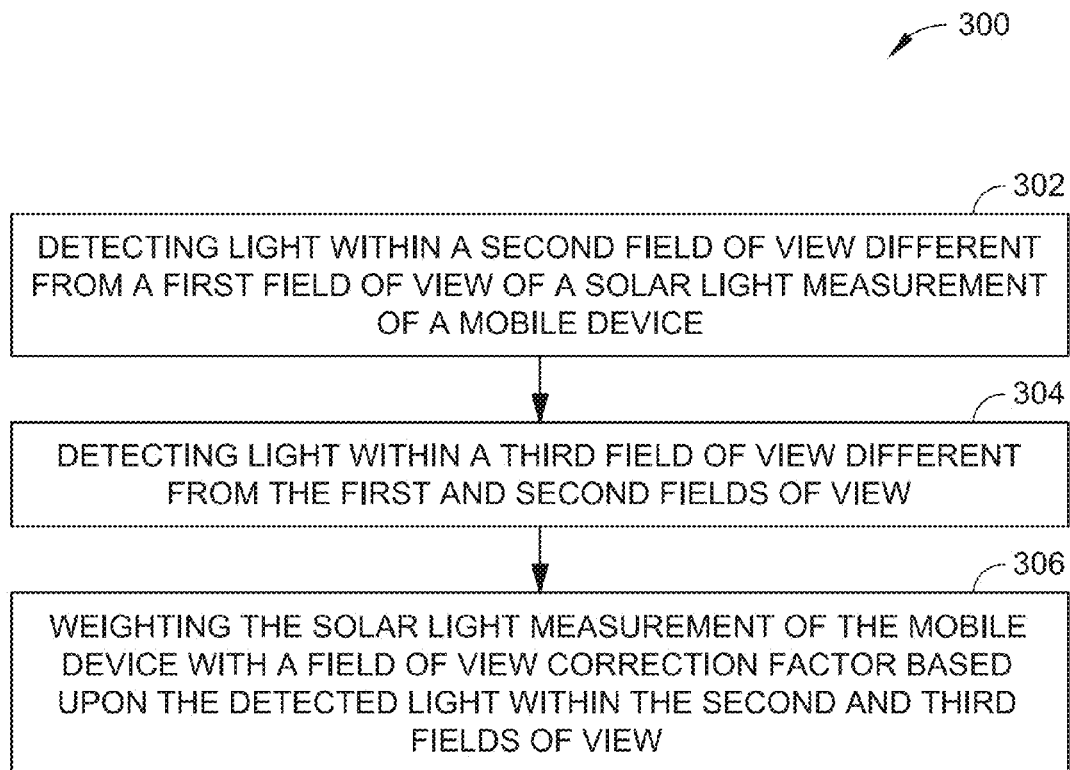 300
302
DETECTING LIGHT WITHIN A SECOND FIELD OF VIEW DIFFERENT
FROM A FIRST FIELD OF VIEW OF A SOLAR LIGHT MEASUREMENT
OF A MOBILE DEVICE
304
DETECTING LIGHT WITHIN A THIRD FIELD OF VIEW DIFFERENT
FROM THE FIRST AND SECOND FIELDS OF VIEW
306
WEIGHTING THE SOLAR LIGHT MEASUREMENT OF THE MOBILE
DEVICE WITH A FIELD OF VIEW CORRECTION FACTOR BASED
UPON THE DETECTED LIGHT WITHIN THE SECOND AND THIRD
FIELDS OF VIEW